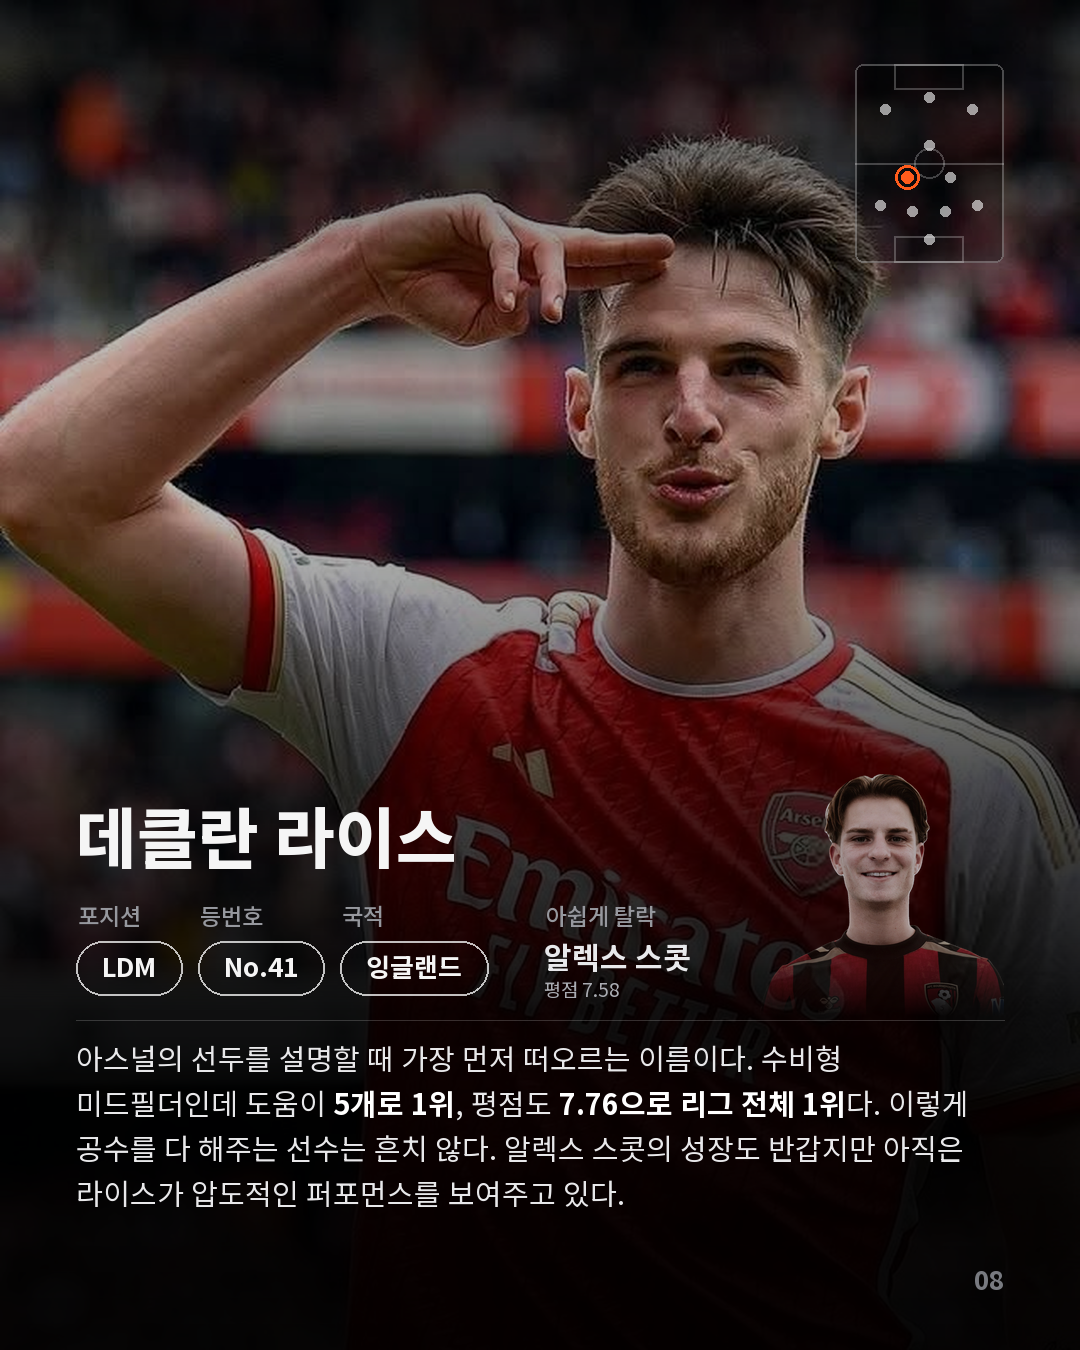 데클란 라이스
포지션 등번호 국적 아쉽게 탈락
LDM No.41 잉글랜드 알렉스 스콧
평점 7.58
아스널의 선두를 설명할 때 가장 먼저 떠오르는 이름이다. 수비형
미드필더인데 도움이 5개로 1위, 평점도 7.76으로 리그 전체 1위다. 이렇게
공수를 다 해주는 선수는 흔치 않다. 알렉스 스콧의 성장도 반갑지만 아직은
라이스가 압도적인 퍼포먼스를 보여주고 있다.
08
Arsenal
Emirates
FLY BETTER